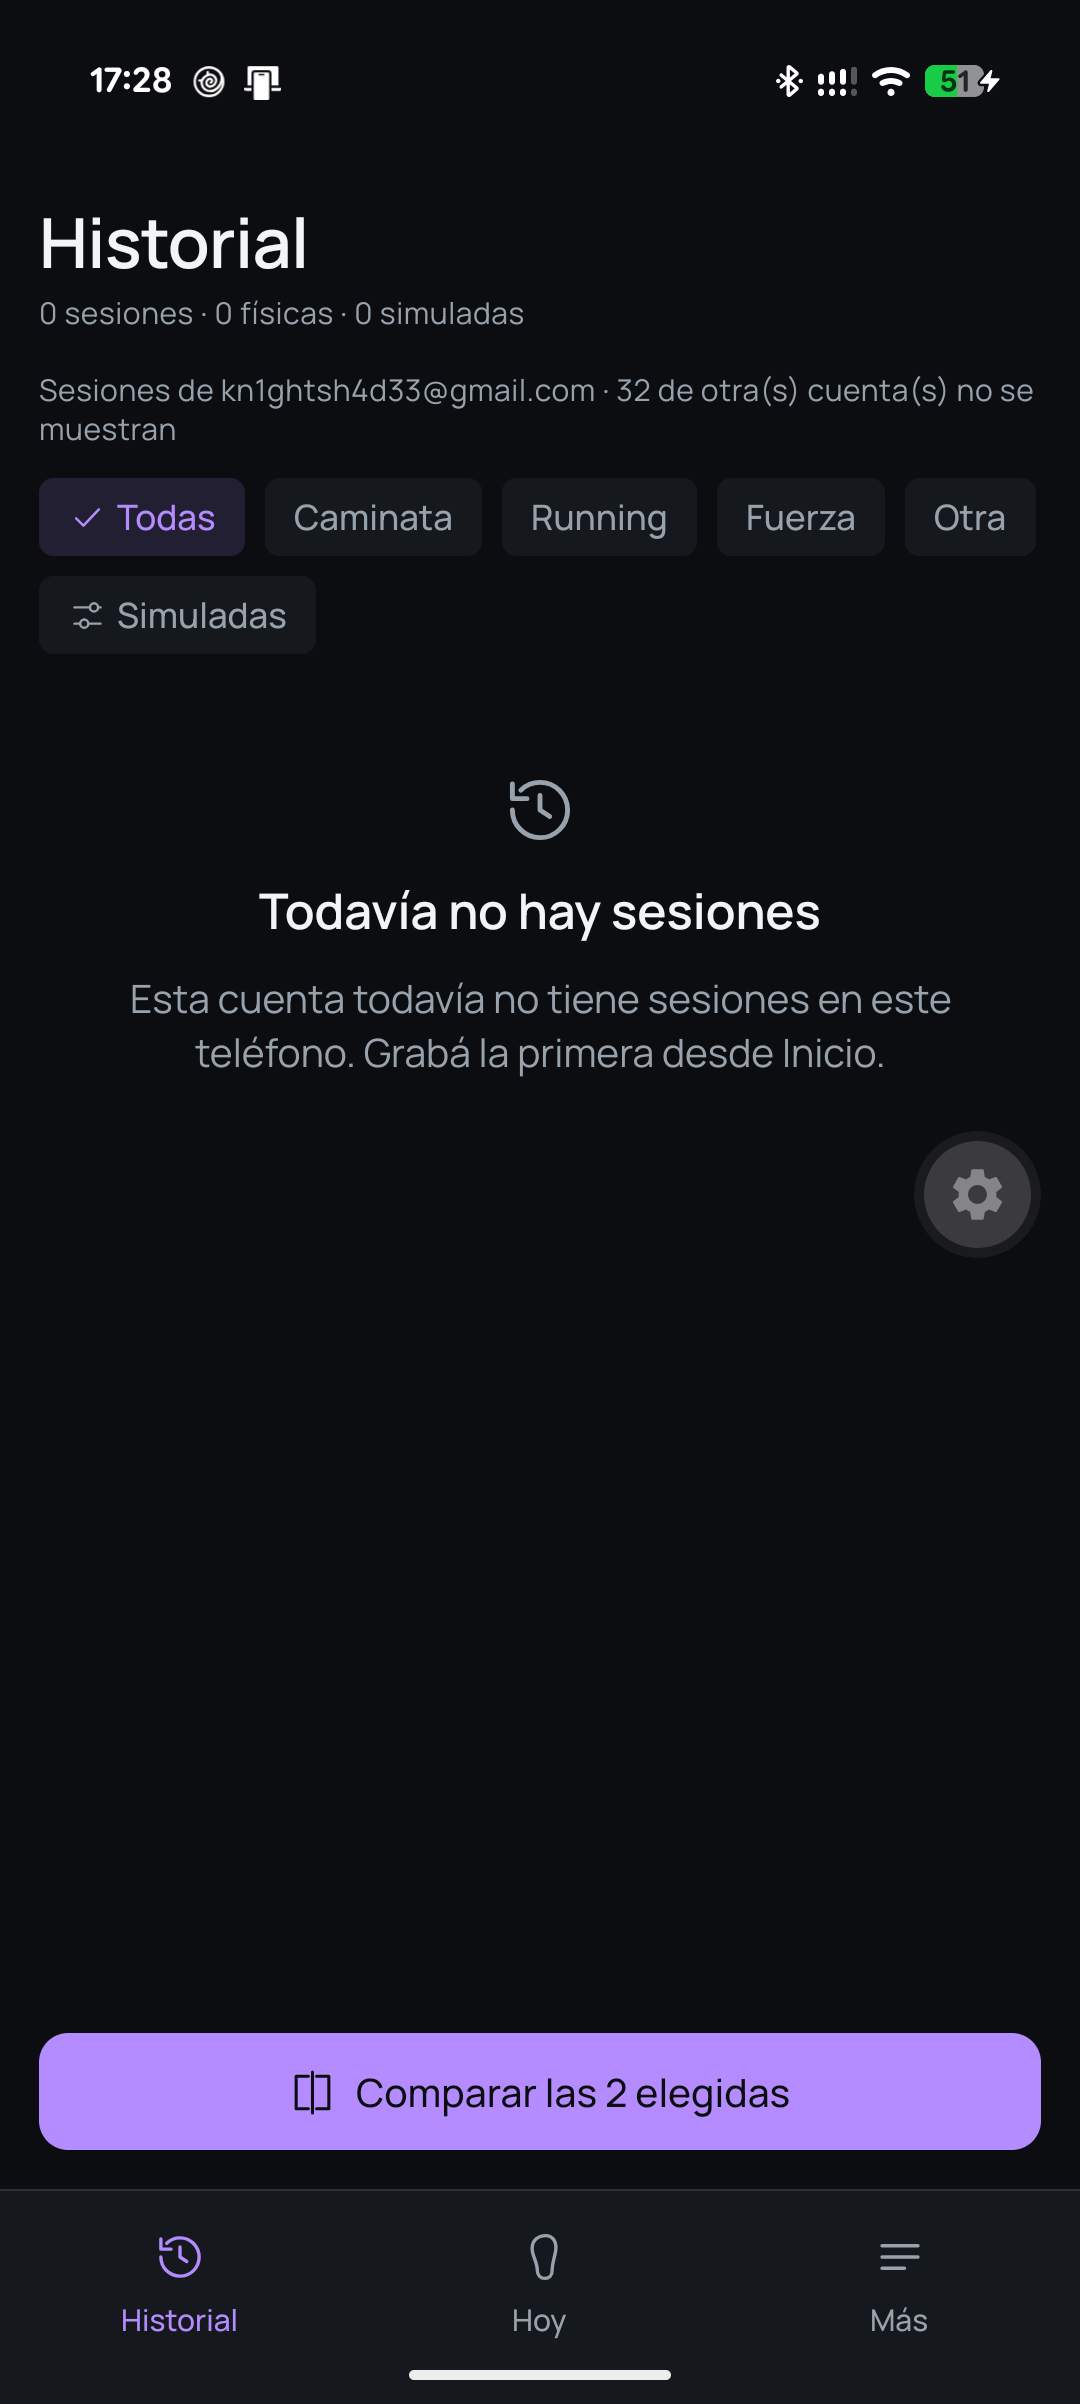 17:28
51
Historial
0 sesiones · 0 físicas · 0 simuladas
Sesiones de kn1ghtsh4d33@gmail.com · 32 de otra(s) cuenta(s) no se
muestran
Todas
Caminata
Running
Fuerza
Otra
Simuladas
Todavía no hay sesiones
Esta cuenta todavía no tiene sesiones en este
teléfono. Grabá la primera desde Inicio.
Comparar las 2 elegidas
Historial
Hoy
Más